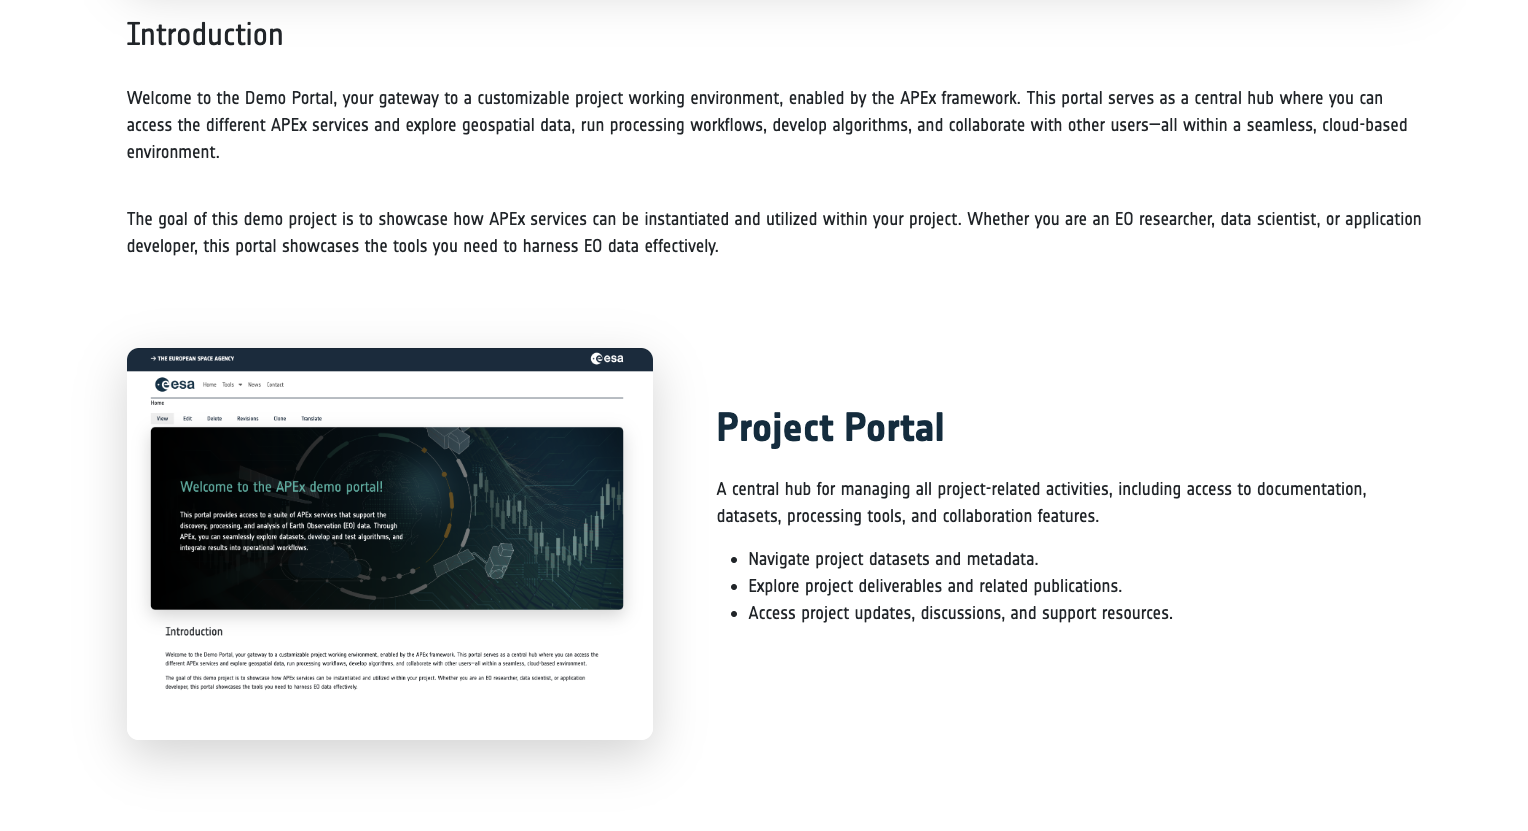 Introduction
Welcome to the Demo Portal, your gateway to a customizable project working environment, enabled by the APEx framework. This portal serves as a central hub where you can
access the different APEx services and explore geospatial data, run processing workflows, develop algorithms, and collaborate with other users—all within a seamless, cloud-based
environment.
The goal of this demo project is to showcase how APEx services can be instantiated and utilized within your project. Whether you are an EO researcher, data scientist, or application
developer, this portal showcases the tools you need to harness EO data effectively.
→ THE EUROPEAN SPACE AGENCY
esa
esa Home Tools News Contact
Home
View Edit Delete Revisions Clone Translate
Welcome to the APEx demo portal!
This portal provides access to a suite of APEx services that support the
discovery, processing, and analysis of Earth Observation (EO) data. Through
APEx, you can seamlessly explore datasets, develop and test algorithms, and
integrate results into operational workflows.
Introduction
Welcome to the Demo Portal, your gateway to a customizable project working environment, enabled by the APEx framework. This portal serves as a central hub where you can access the
different APEx services and explore geospatial data, run processing workflows, develop algorithms, and collaborate with other users—all within a seamless, cloud-based environment.
The goal of this demo project is to showcase how APEx services can be instantiated and utilized within your project. Whether you are an EO researcher, data scientist, or application
developer, this portal showcases the tools you need to harness EO data effectively.
Project Portal
A central hub for managing all project-related activities, including access to documentation,
datasets, processing tools, and collaboration features.
• Navigate project datasets and metadata.
• Explore project deliverables and related publications.
• Access project updates, discussions, and support resources.